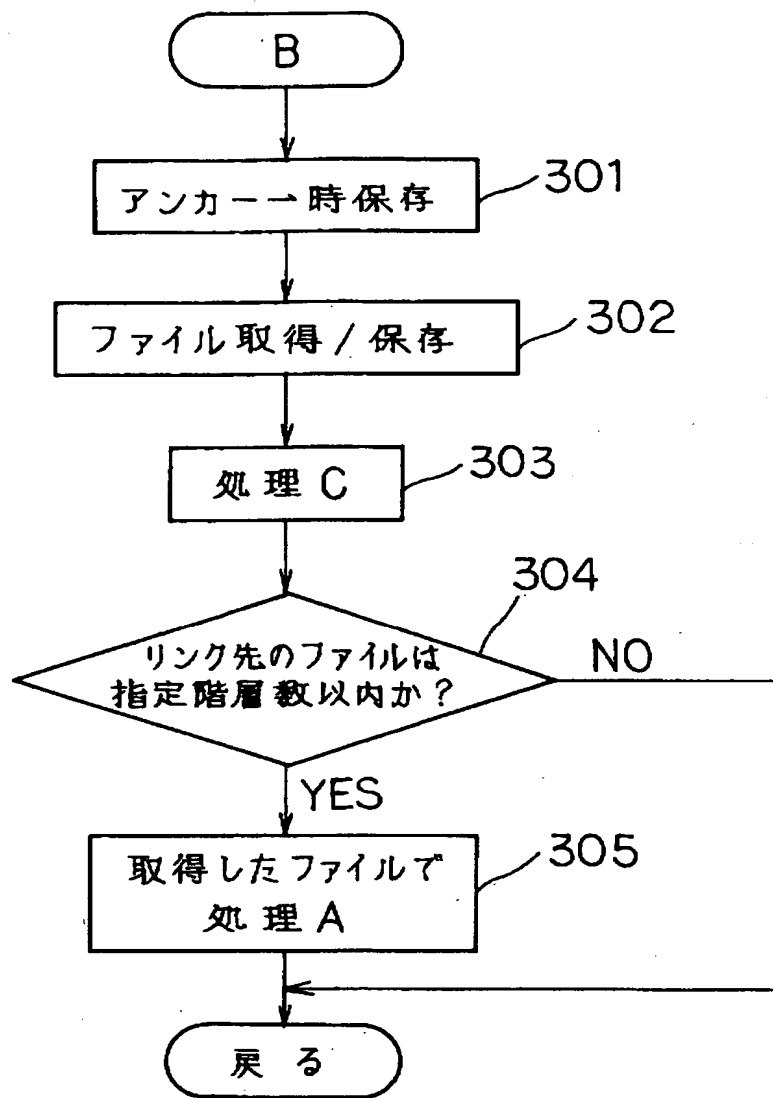 B
アンカー一時保存
301
ファイル取得/保存
302
処理C
303
304
リンク先のファイルは
指定階層数以内か?
NO
YES
取得したファイルで
処理A
305
戻る